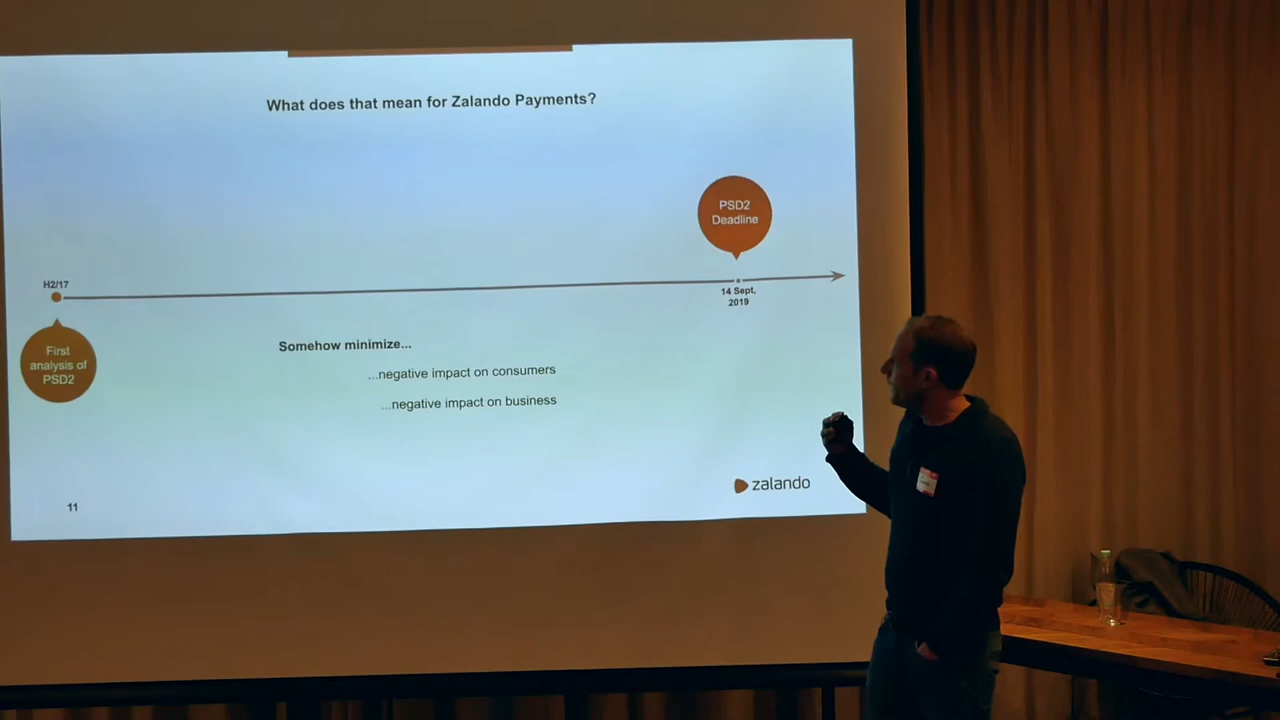 What does that mean for Zalando Payments?
PSD2
Deadline
H2/17
14 Sept,
2019
First
analysis of
PSD2
Somehow minimize...
...negative impact on consumers
...negative impact on business
zalando
11